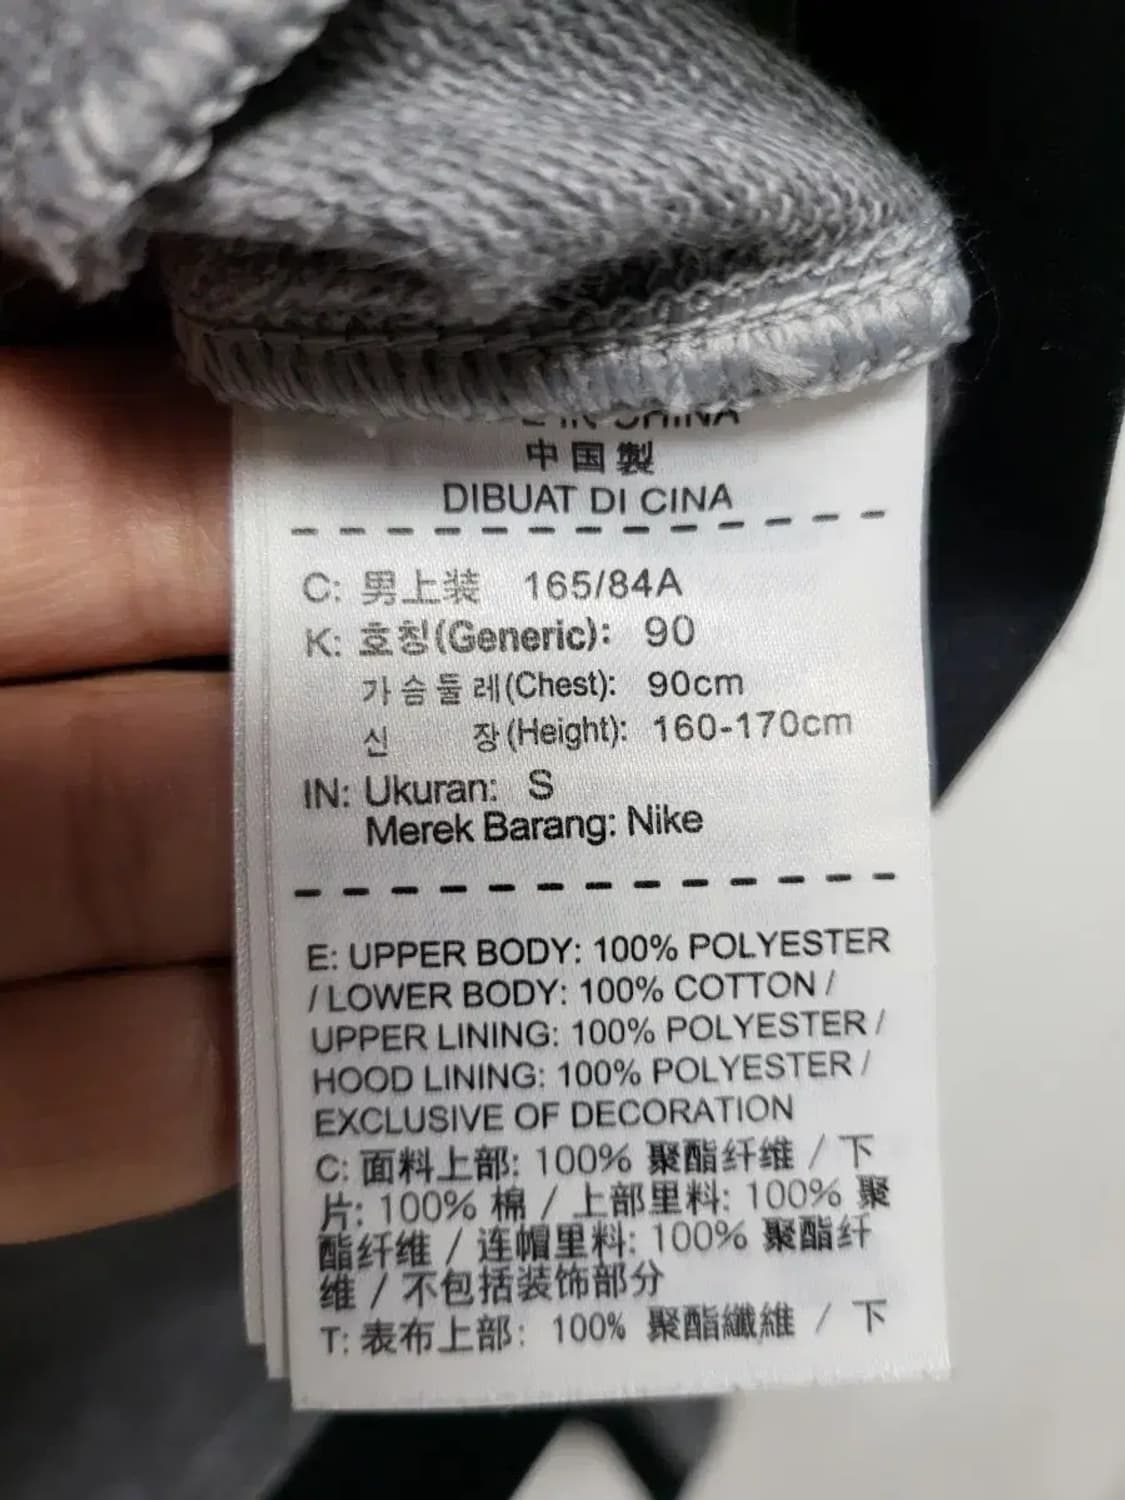 IN CHINA
中国製
DIBUAT DI CINA
C: 男上装 165/84A
K: 호칭(Generic): 90
가슴둘레(Chest): 90cm
신 장(Height): 160-170cm
IN: Ukuran: S
Merek Barang: Nike
E: UPPER BODY: 100% POLYESTER
/ LOWER BODY: 100% COTTON /
UPPER LINING: 100% POLYESTER /
HOOD LINING: 100% POLYESTER /
EXCLUSIVE OF DECORATION
C: 面料上部: 100% 聚酯纤维 / 下
片: 100% 棉 / 上部里料: 100% 聚
酯纤维 / 连帽里料: 100% 聚酯纤
维 / 不包括装饰部分
T: 表布上部: 100% 聚酯纖維 / 下